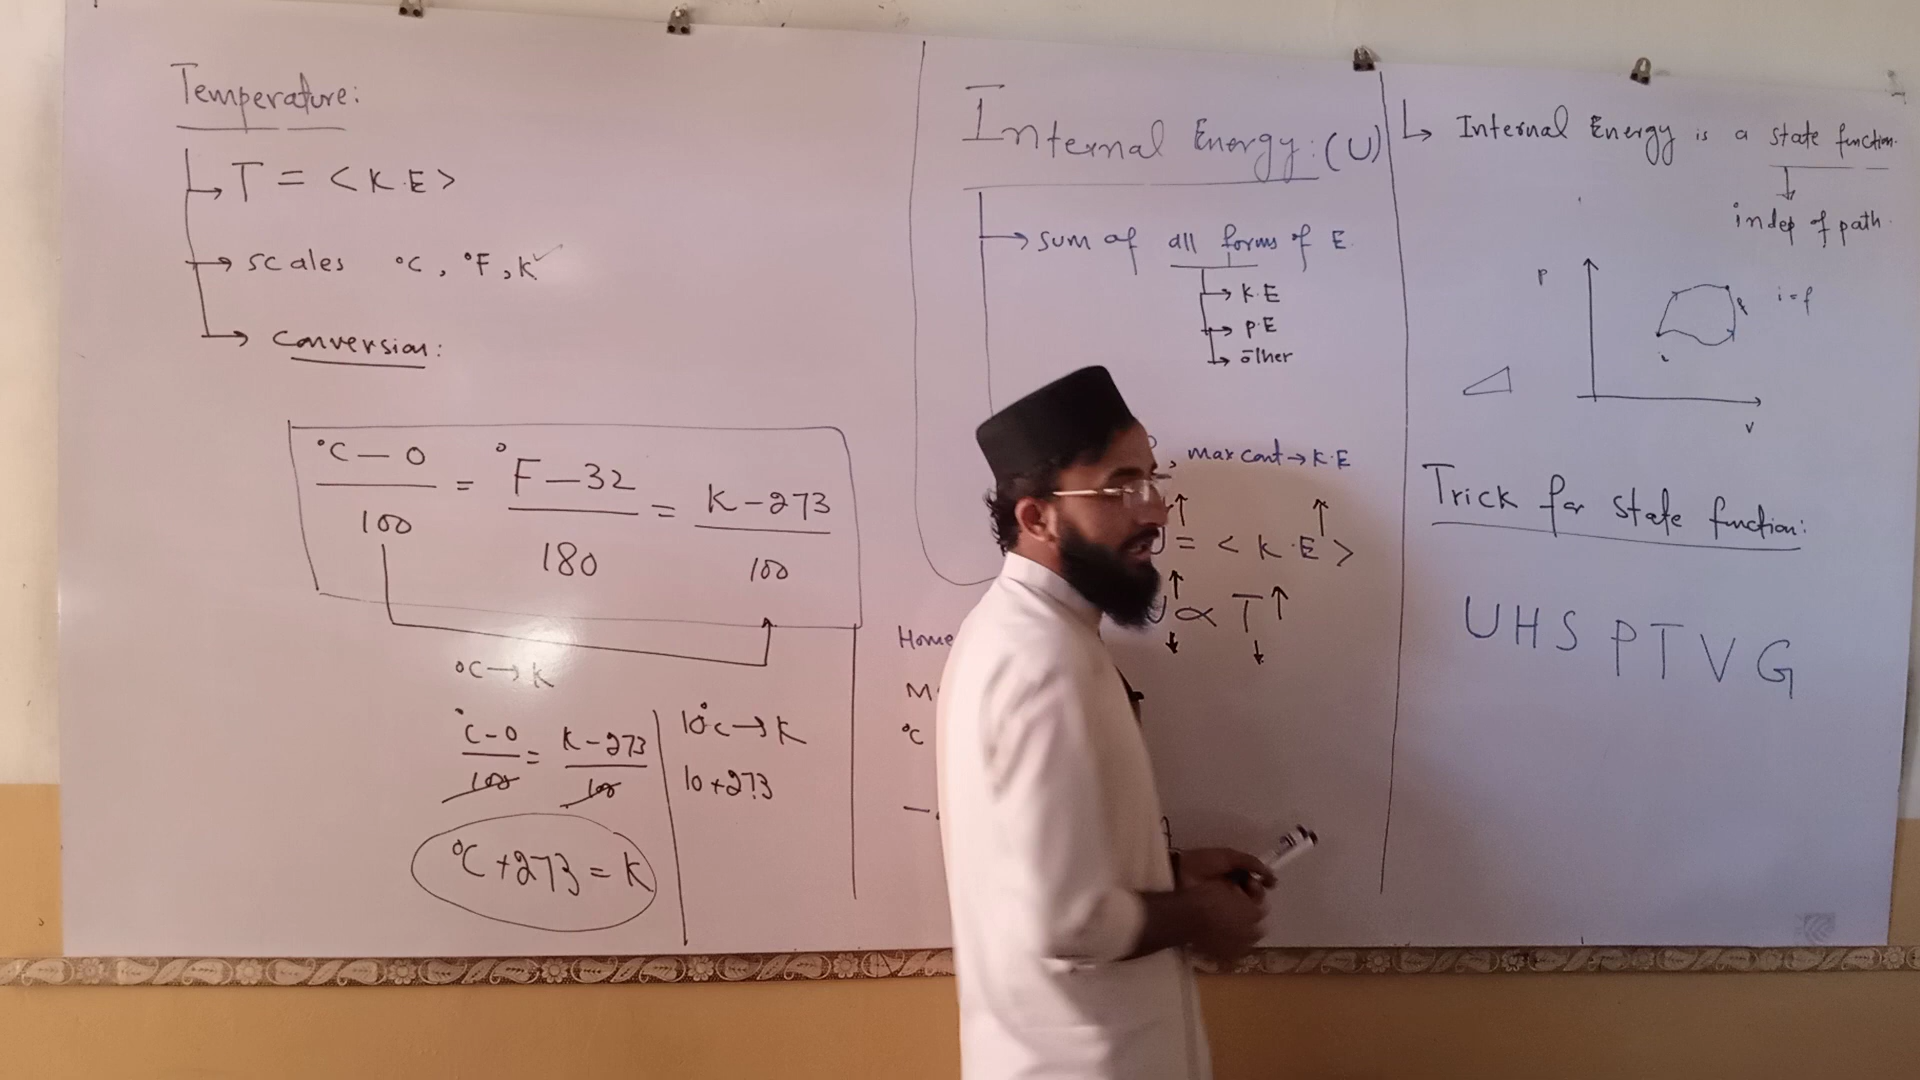 Temperature:
T = <K.E>
scales °C, °F, K
Conversion:
°C – 0 / 100 = °F – 32 / 180 = K – 273 / 100
°C → K
°C – 0 / 100 = K – 273 / 100
°C + 273 = K
10°C → K
10 + 273
Internal Energy: (U)
sum of all forms of E.
K.E
P.E
other
, max cont → K.E
U = <K.E>
U ∝ T
Home
°C
Internal Energy is a state function.
indep of path.
P
i = f
i
V
Trick for state function:
UHS PTVG